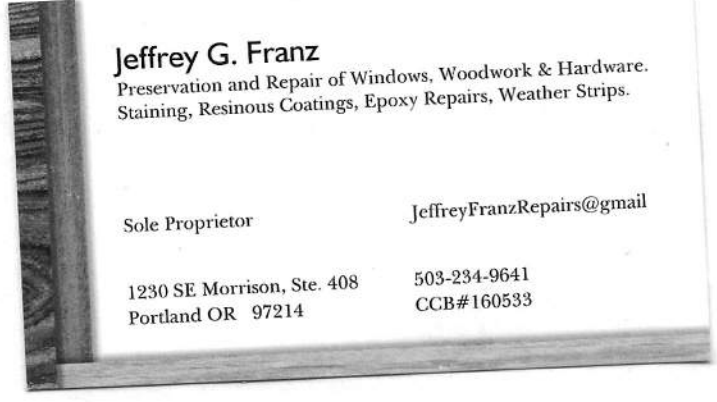 Jeffrey G. Franz
Preservation and Repair of Windows, Woodwork & Hardware.
Staining, Resinous Coatings, Epoxy Repairs, Weather Strips.
Sole Proprietor
JeffreyFranzRepairs@gmail
1230 SE Morrison, Ste. 408
Portland OR 97214
503-234-9641
CCB#160533